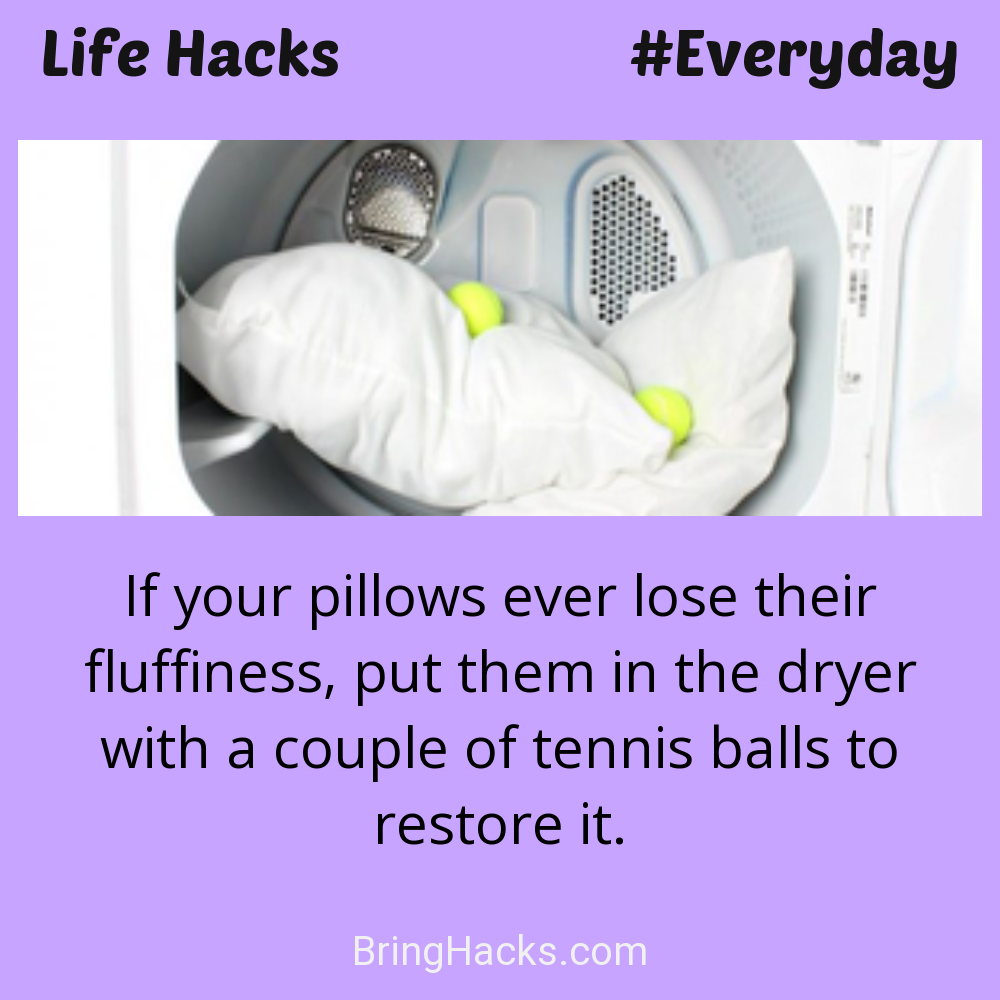 Life Hacks #Everyday
If your pillows ever lose their
fluffiness, put them in the dryer
with a couple of tennis balls to
restore it.
BringHacks.com